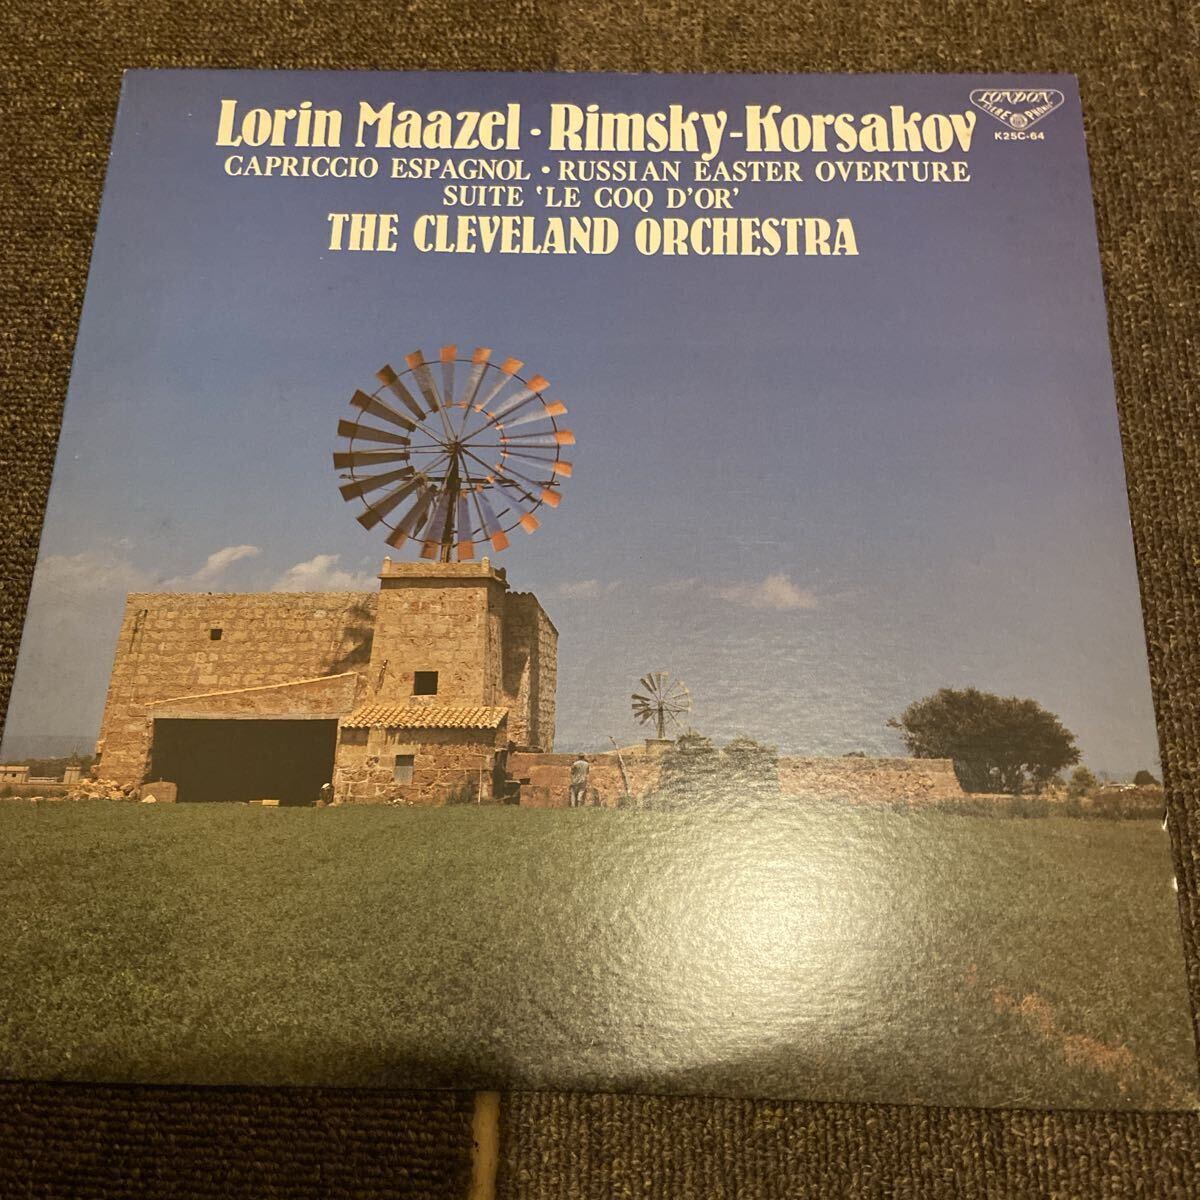 Lorin Maazel · Rimsky-Korsakov
CAPRICCIO ESPAGNOL • RUSSIAN EASTER OVERTURE
SUITE ‘LE COQ D’OR’
THE CLEVELAND ORCHESTRA
LONDON
STEREOPHONIC
K25C-64